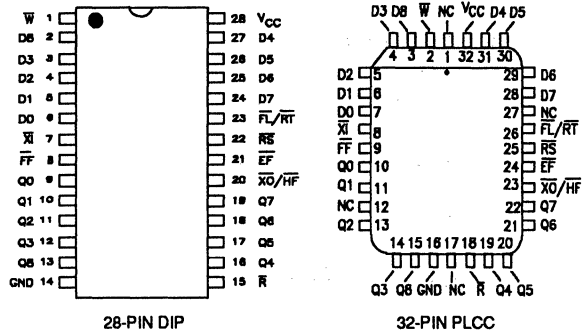 W̅ 1 28 VCC
D8 2 27 D4
D3 3 26 D5
D2 4 25 D6
D1 5 24 D7
D0 6 23 F̅L̅/R̅T̅
X̅I̅ 7 22 R̅S̅
F̅F̅ 8 21 E̅F̅
Q0 9 20 X̅O̅/H̅F̅
Q1 10 19 Q7
Q2 11 18 Q6
Q3 12 17 Q5
Q8 13 16 Q4
GND 14 15 R̅
28-PIN DIP
D3 D8 W̅ NC VCC D4 D5
4 3 2 1 32 31 30
D2 5 29 D6
D1 6 28 D7
D0 7 27 NC
X̅I̅ 8 26 F̅L̅/R̅T̅
F̅F̅ 9 25 R̅S̅
Q0 10 24 E̅F̅
Q1 11 23 X̅O̅/H̅F̅
NC 12 22 Q7
Q2 13 21 Q6
14 15 16 17 18 19 20
Q3 Q8 GND NC R̅ Q4 Q5
28-PIN PLCC